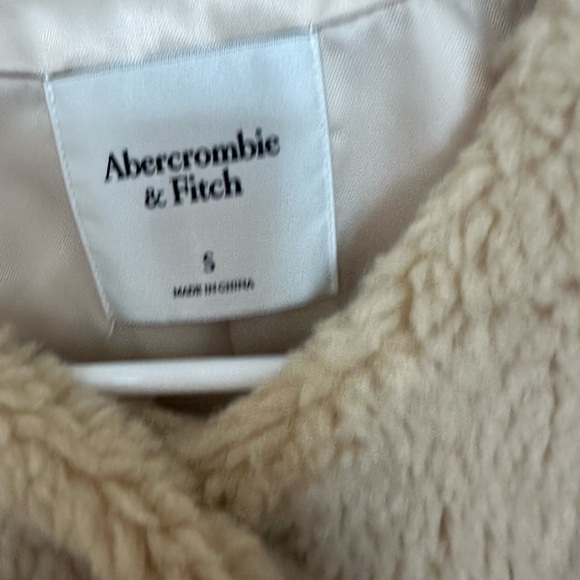 Abercrombie
& Fitch
S
MADE IN CHINA